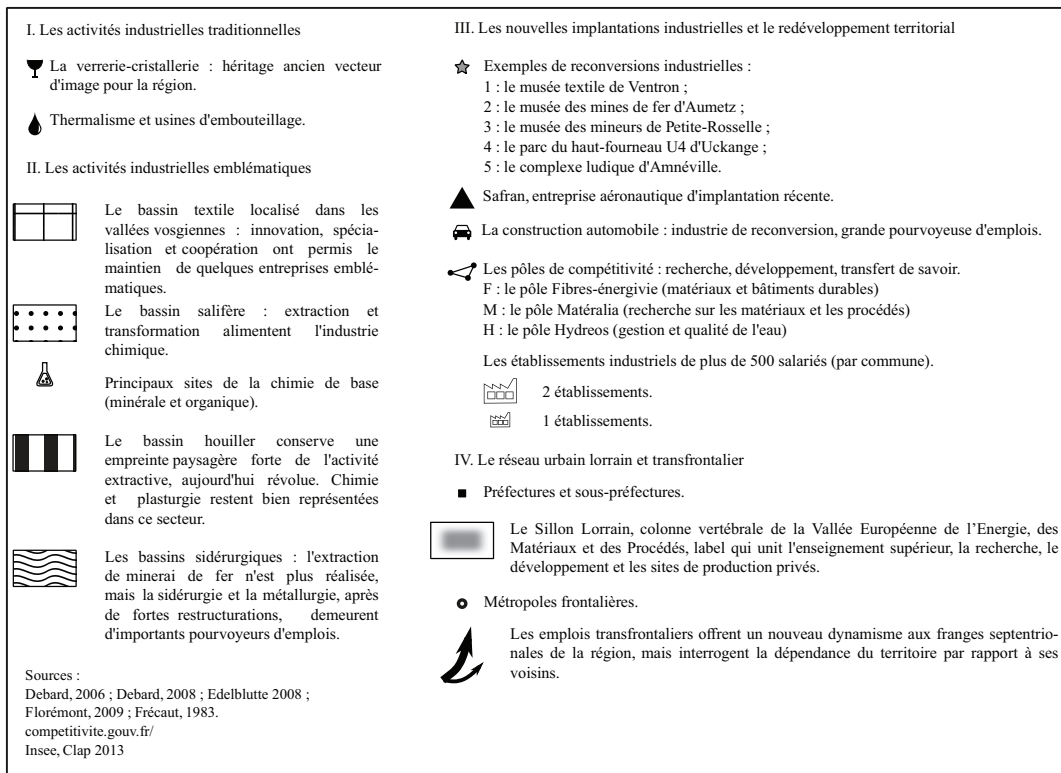 I. Les activités industrielles traditionnelles
La verrerie-cristallerie : héritage ancien vecteur
d'image pour la région.
Thermalisme et usines d'embouteillage.
II. Les activités industrielles emblématiques
Le bassin textile localisé dans les
vallées vosgiennes : innovation, spécia-
lisation et coopération ont permis le
maintien de quelques entreprises emblé-
matiques.
Le bassin salifère : extraction et
transformation alimentent l'industrie
chimique.
Principaux sites de la chimie de base
(minérale et organique).
Le bassin houiller conserve une
empreinte paysagère forte de l'activité
extractive, aujourd'hui révolue. Chimie
et plasturgie restent bien représentées
dans ce secteur.
Les bassins sidérurgiques : l'extraction
de minerai de fer n'est plus réalisée,
mais la sidérurgie et la métallurgie, après
de fortes restructurations, demeurent
d'importants pourvoyeurs d'emplois.
Sources :
Debard, 2006 ; Debard, 2008 ; Edelblutte 2008 ;
Florémont, 2009 ; Frécaut, 1983.
competitivite.gouv.fr/
Insee, Clap 2013
III. Les nouvelles implantations industrielles et le redéveloppement territorial
Exemples de reconversions industrielles :
1 : le musée textile de Ventron ;
2 : le musée des mines de fer d'Aumetz ;
3 : le musée des mineurs de Petite-Rosselle ;
4 : le parc du haut-fourneau U4 d'Uckange ;
5 : le complexe ludique d'Amnéville.
Safran, entreprise aéronautique d'implantation récente.
La construction automobile : industrie de reconversion, grande pourvoyeuse d'emplois.
Les pôles de compétitivité : recherche, développement, transfert de savoir.
F : le pôle Fibres-énergivie (matériaux et bâtiments durables)
M : le pôle Matéralia (recherche sur les matériaux et les procédés)
H : le pôle Hydreos (gestion et qualité de l'eau)
Les établissements industriels de plus de 500 salariés (par commune).
2 établissements.
1 établissements.
IV. Le réseau urbain lorrain et transfrontalier
Préfectures et sous-préfectures.
Le Sillon Lorrain, colonne vertébrale de la Vallée Européenne de l’Energie, des
Matériaux et des Procédés, label qui unit l'enseignement supérieur, la recherche, le
développement et les sites de production privés.
Métropoles frontalières.
Les emplois transfrontaliers offrent un nouveau dynamisme aux franges septentrio-
nales de la région, mais interrogent la dépendance du territoire par rapport à ses
voisins.